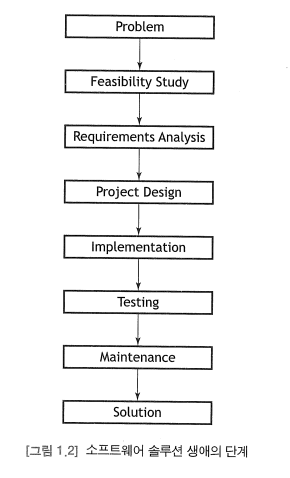 Problem
Feasibility Study
Requirements Analysis
Project Design
Implementation
Testing
Maintenance
Solution
[그림 1.2] 소프트웨어 솔루션 생애의 단계